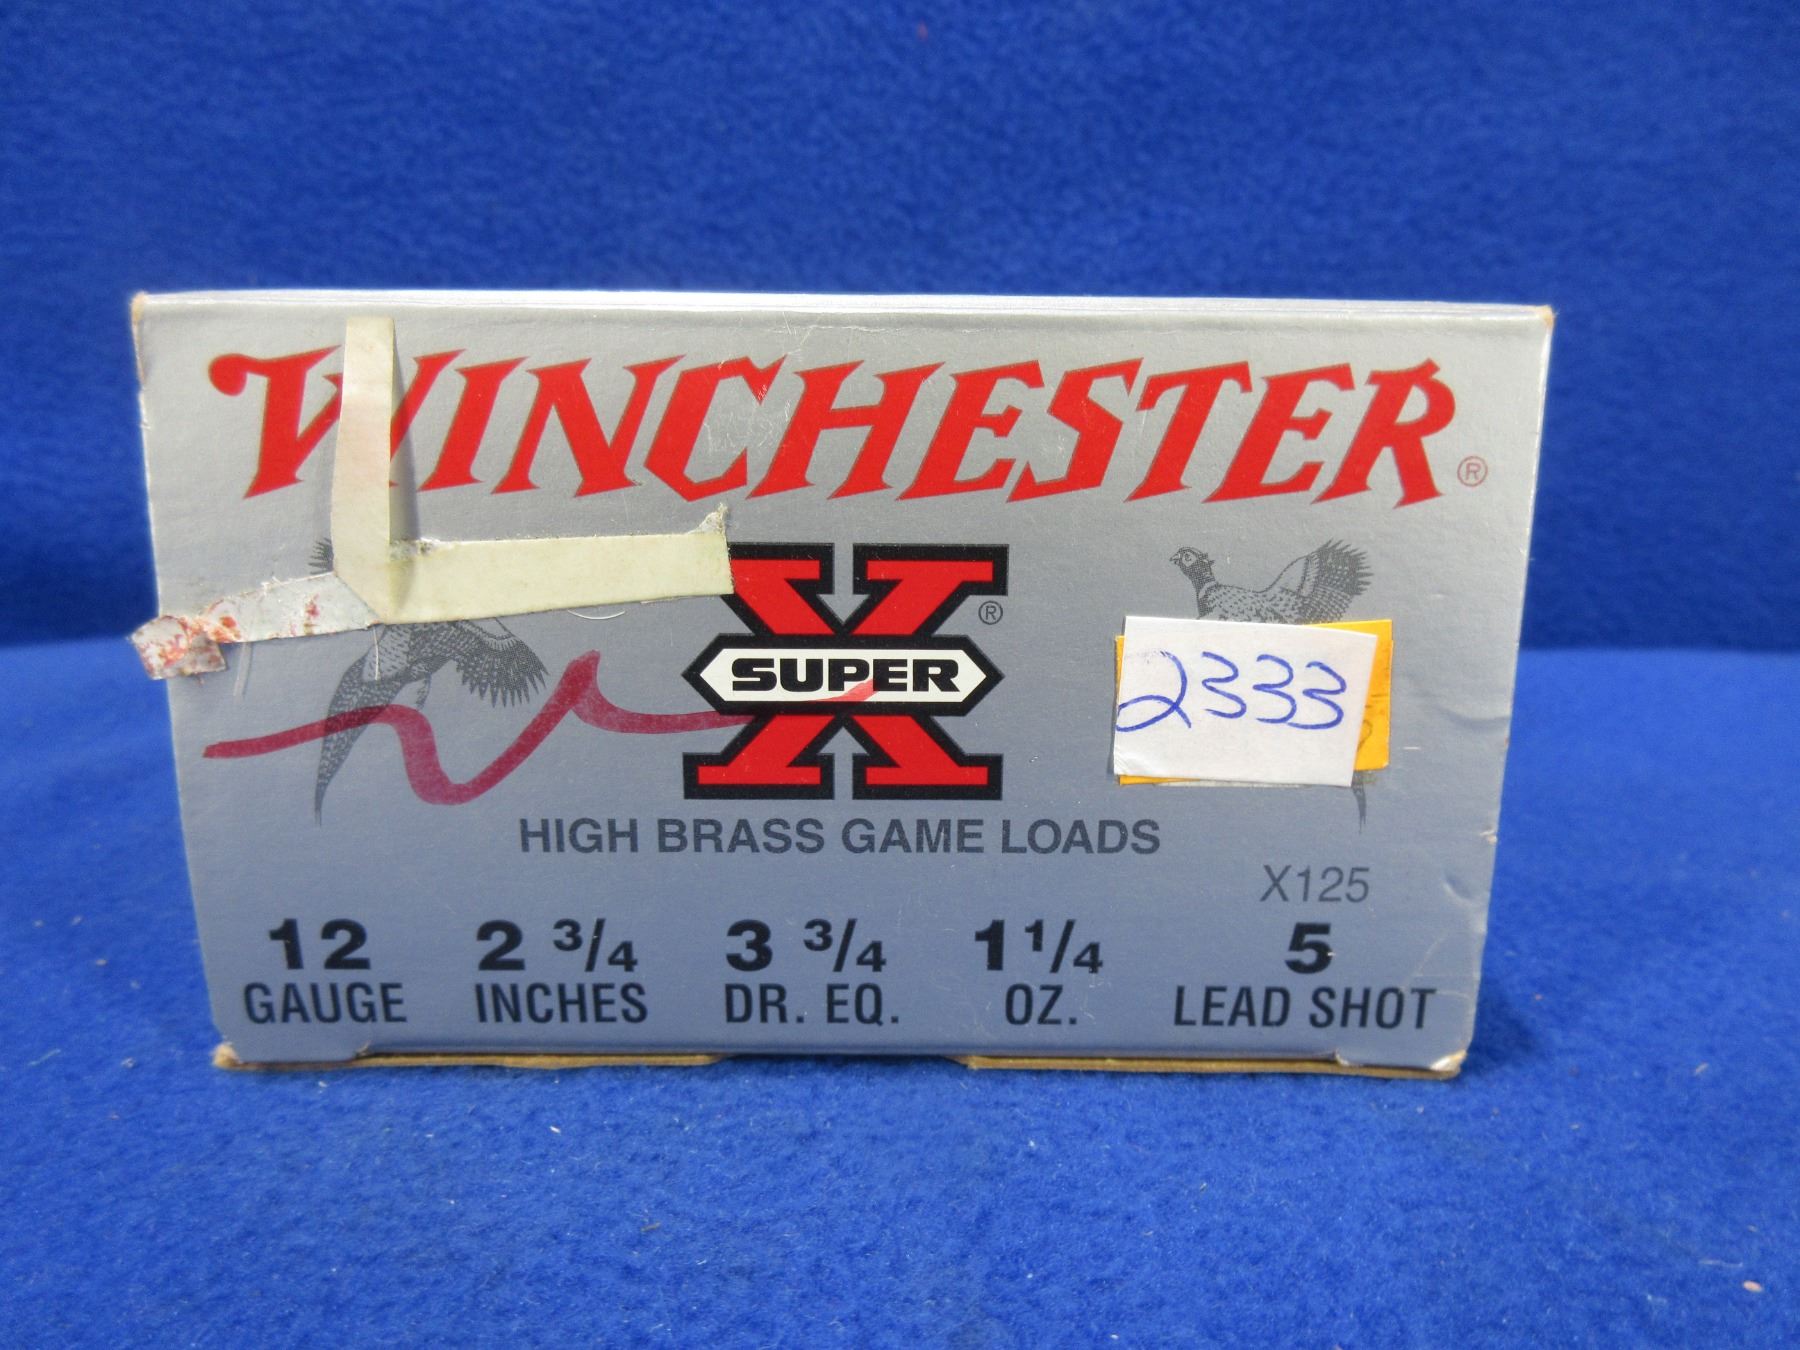 WINCHESTER ®
SUPER X ®
2333
HIGH BRASS GAME LOADS
X125
12 2 3/4 3 3/4 1 1/4 5
GAUGE INCHES DR. EQ. OZ. LEAD SHOT